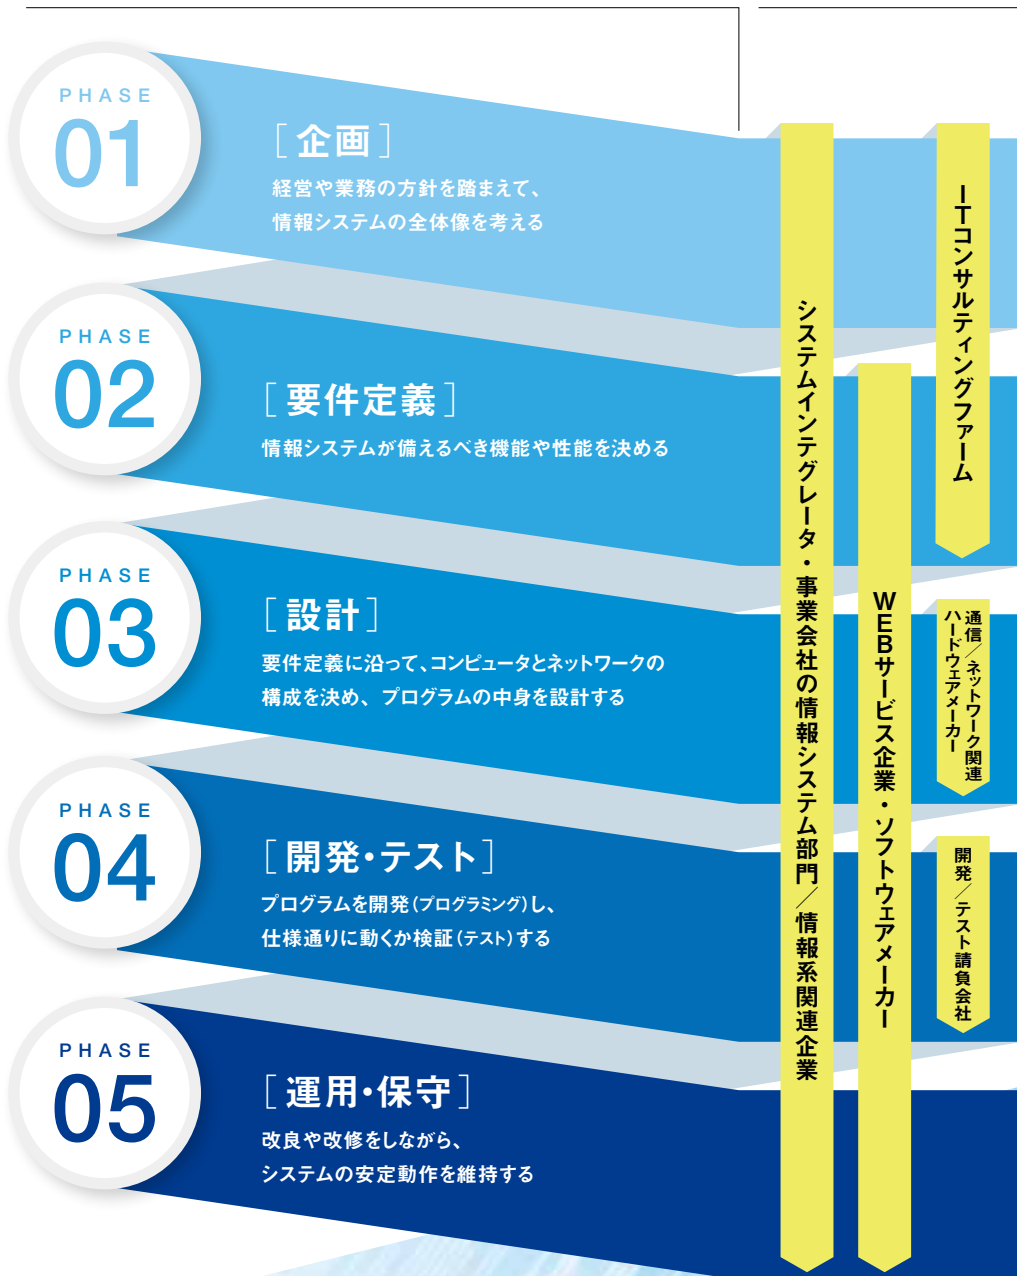 PHASE
01
[企画]
経営や業務の方針を踏まえて、
情報システムの全体像を考える
PHASE
02
[要件定義]
情報システムが備えるべき機能や性能を決める
PHASE
03
[設計]
要件定義に沿って、コンピュータとネットワークの
構成を決め、プログラムの中身を設計する
PHASE
04
[開発・テスト]
プログラムを開発(プログラミング)し、
仕様通りに動くか検証(テスト)する
PHASE
05
[運用・保守]
改良や改修をしながら、
システムの安定動作を維持する
システムインテグレータ・事業会社の情報システム部門／情報系関連企業
WEBサービス企業・ソフトウェアメーカー
ITコンサルティングファーム
通信／ネットワーク関連
ハードウェアメーカー
開発／テスト請負会社